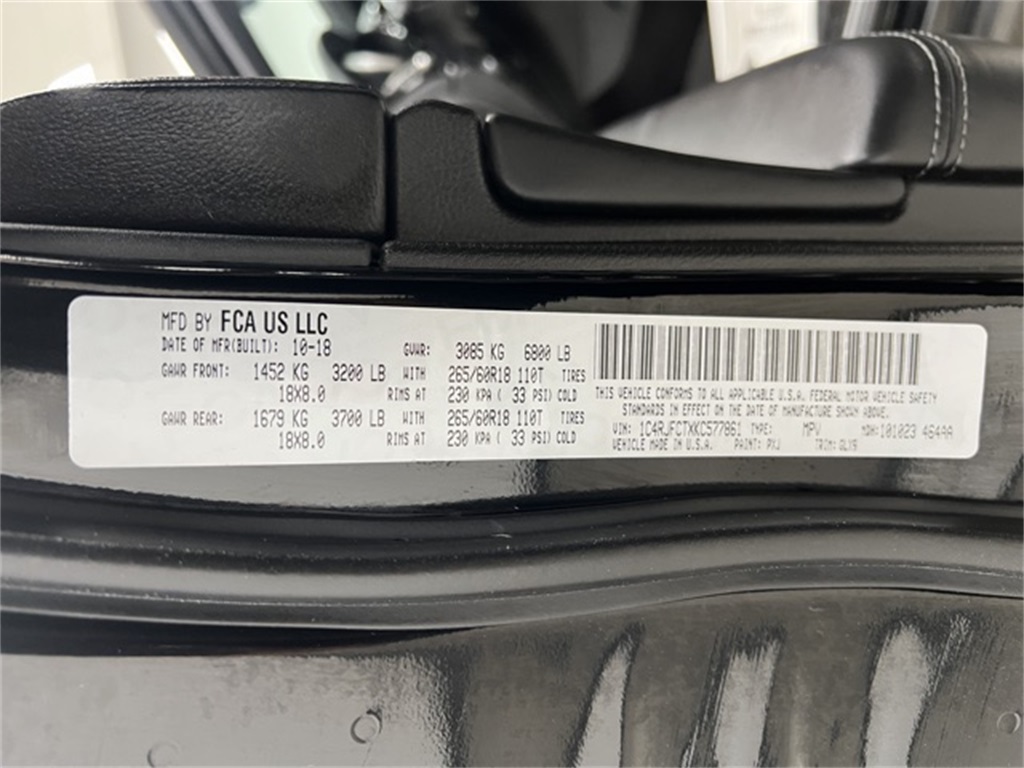 MFD BY FCA US LLC
DATE OF MFR(BUILT): 10-18 GVWR: 3085 KG 6800 LB
GAWR FRONT: 1452 KG 3200 LB WITH 265/60R18 110T TIRES
18X8.0 RIMS AT 230 KPA ( 33 PSI) COLD
GAWR REAR: 1679 KG 3700 LB WITH 265/60R18 110T TIRES
18X8.0 RIMS AT 230 KPA ( 33 PSI) COLD
THIS VEHICLE CONFORMS TO ALL APPLICABLE U.S.A. FEDERAL MOTOR VEHICLE SAFETY
STANDARDS IN EFFECT ON THE DATE OF MANUFACTURE SHOWN ABOVE.
VIN: 1C4RJFCTXKC577861 TYPE: MPV MDH:101023 464AA
VEHICLE MADE IN U.S.A. PAINT: PXJ TRIM: